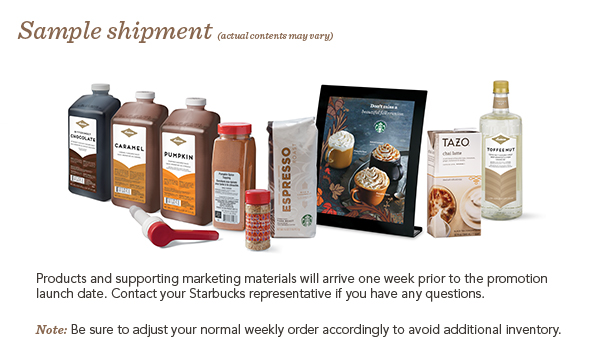 Sample shipment (actual contents may vary)
BITTERSWEET
CHOCOLATE
CARAMEL
PUMPKIN
ESPRESSO
ROAST
Don't miss a
beautiful fall creation.
TAZO
chai latte
TOFFEE NUT
Products and supporting marketing materials will arrive one week prior to the promotion
launch date. Contact your Starbucks representative if you have any questions.
Note: Be sure to adjust your normal weekly order accordingly to avoid additional inventory.